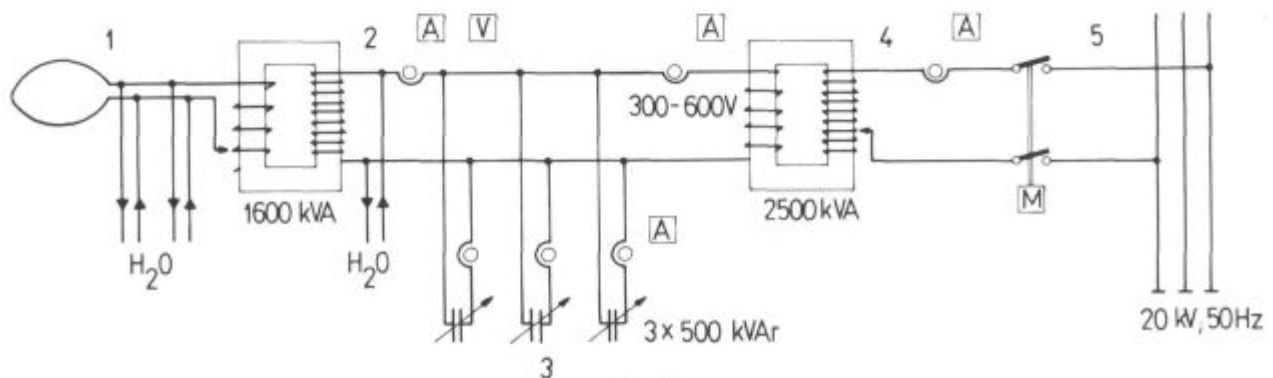 1
2
A
V
A
4
A
5
300-600V
1600 kVA
2500 kVA
H₂O
H₂O
A
M
3 x 500 kVAr
3
20 kV, 50Hz